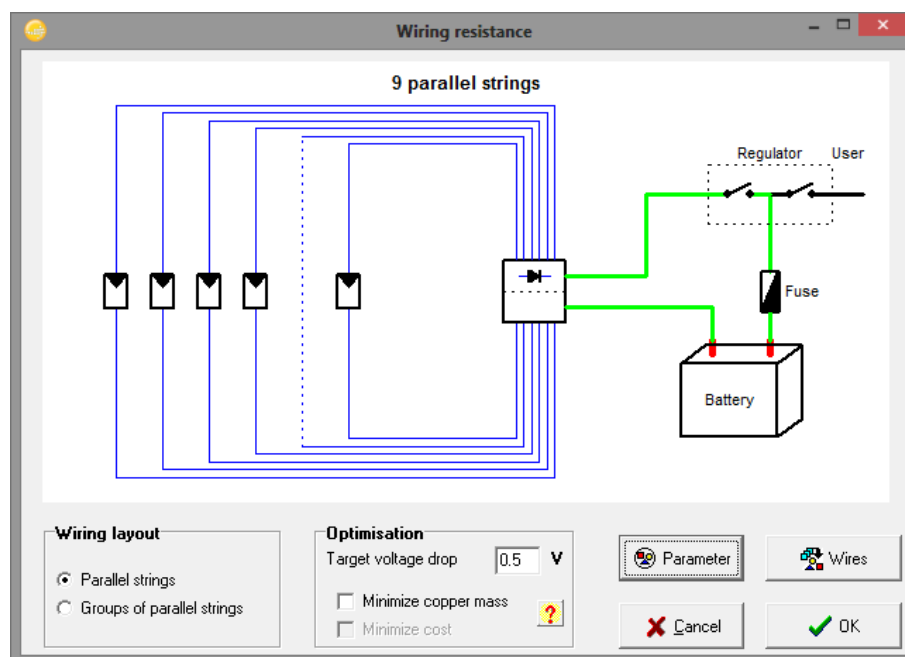 Wiring resistance
9 parallel strings
Regulator User
Fuse
Battery
Wiring layout
Parallel strings
Groups of parallel strings
Optimisation
Target voltage drop 0.5 V
Minimize copper mass
?
Minimize cost
Parameter
Wires
Cancel
OK